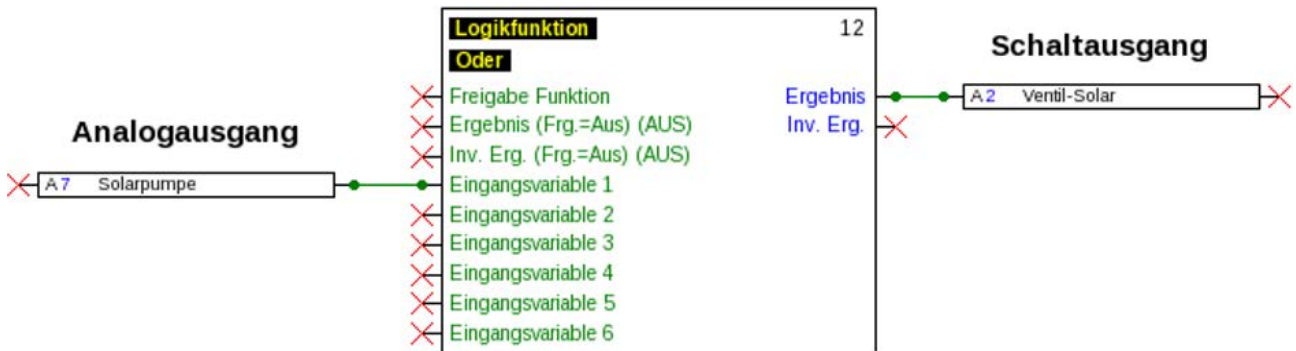 Logikfunktion 12
Oder
Schaltausgang
Freigabe Funktion Ergebnis A2 Ventil-Solar
Analogausgang
Ergebnis (Frg.=Aus) (AUS) Inv. Erg.
Inv. Erg. (Frg.=Aus) (AUS)
A7 Solarpumpe
Eingangsvariable 1
Eingangsvariable 2
Eingangsvariable 3
Eingangsvariable 4
Eingangsvariable 5
Eingangsvariable 6